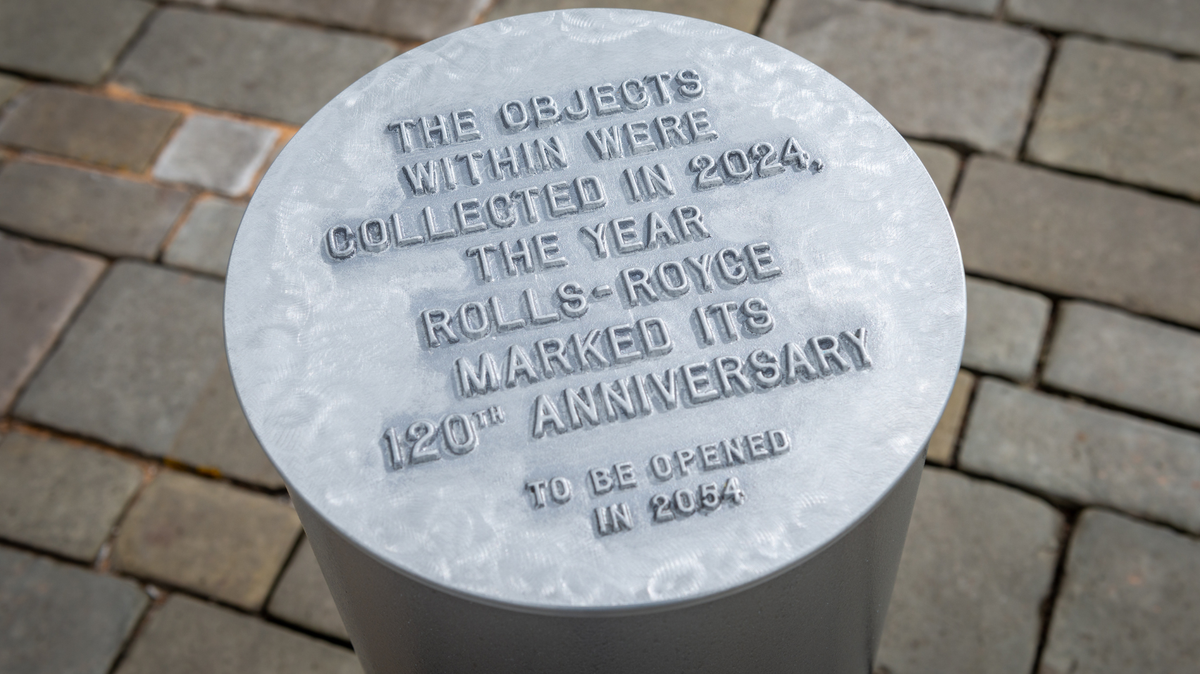 THE OBJECTS
WITHIN WERE
COLLECTED IN 2024,
THE YEAR
ROLLS-ROYCE
MARKED ITS
120TH ANNIVERSARY
TO BE OPENED
IN 2054